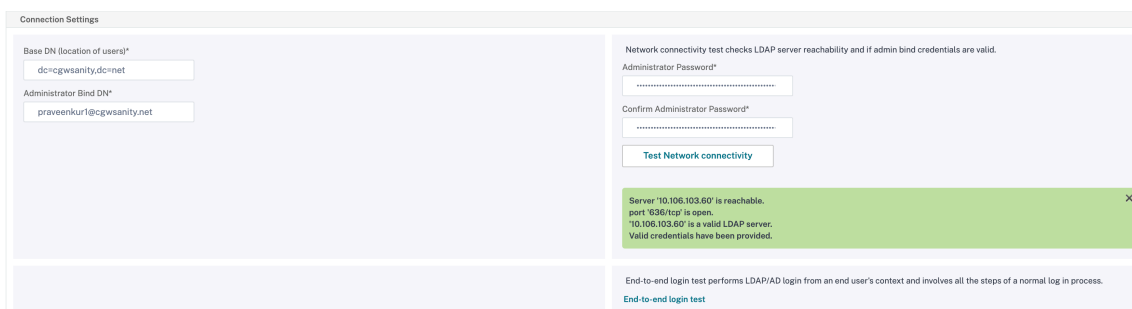 Connection Settings
Base DN (location of users)*
dc=cgwsanity,dc=net
Administrator Bind DN*
praveenkur1@cgwsanity.net
Network connectivity test checks LDAP server reachability and if admin bind credentials are valid.
Administrator Password*
Confirm Administrator Password*
Test Network connectivity
Server '10.106.103.60' is reachable.
port '636/tcp' is open.
'10.106.103.60' is a valid LDAP server.
Valid credentials have been provided.
End-to-end login test performs LDAP/AD login from an end user's context and involves all the steps of a normal log in process.
End-to-end login test